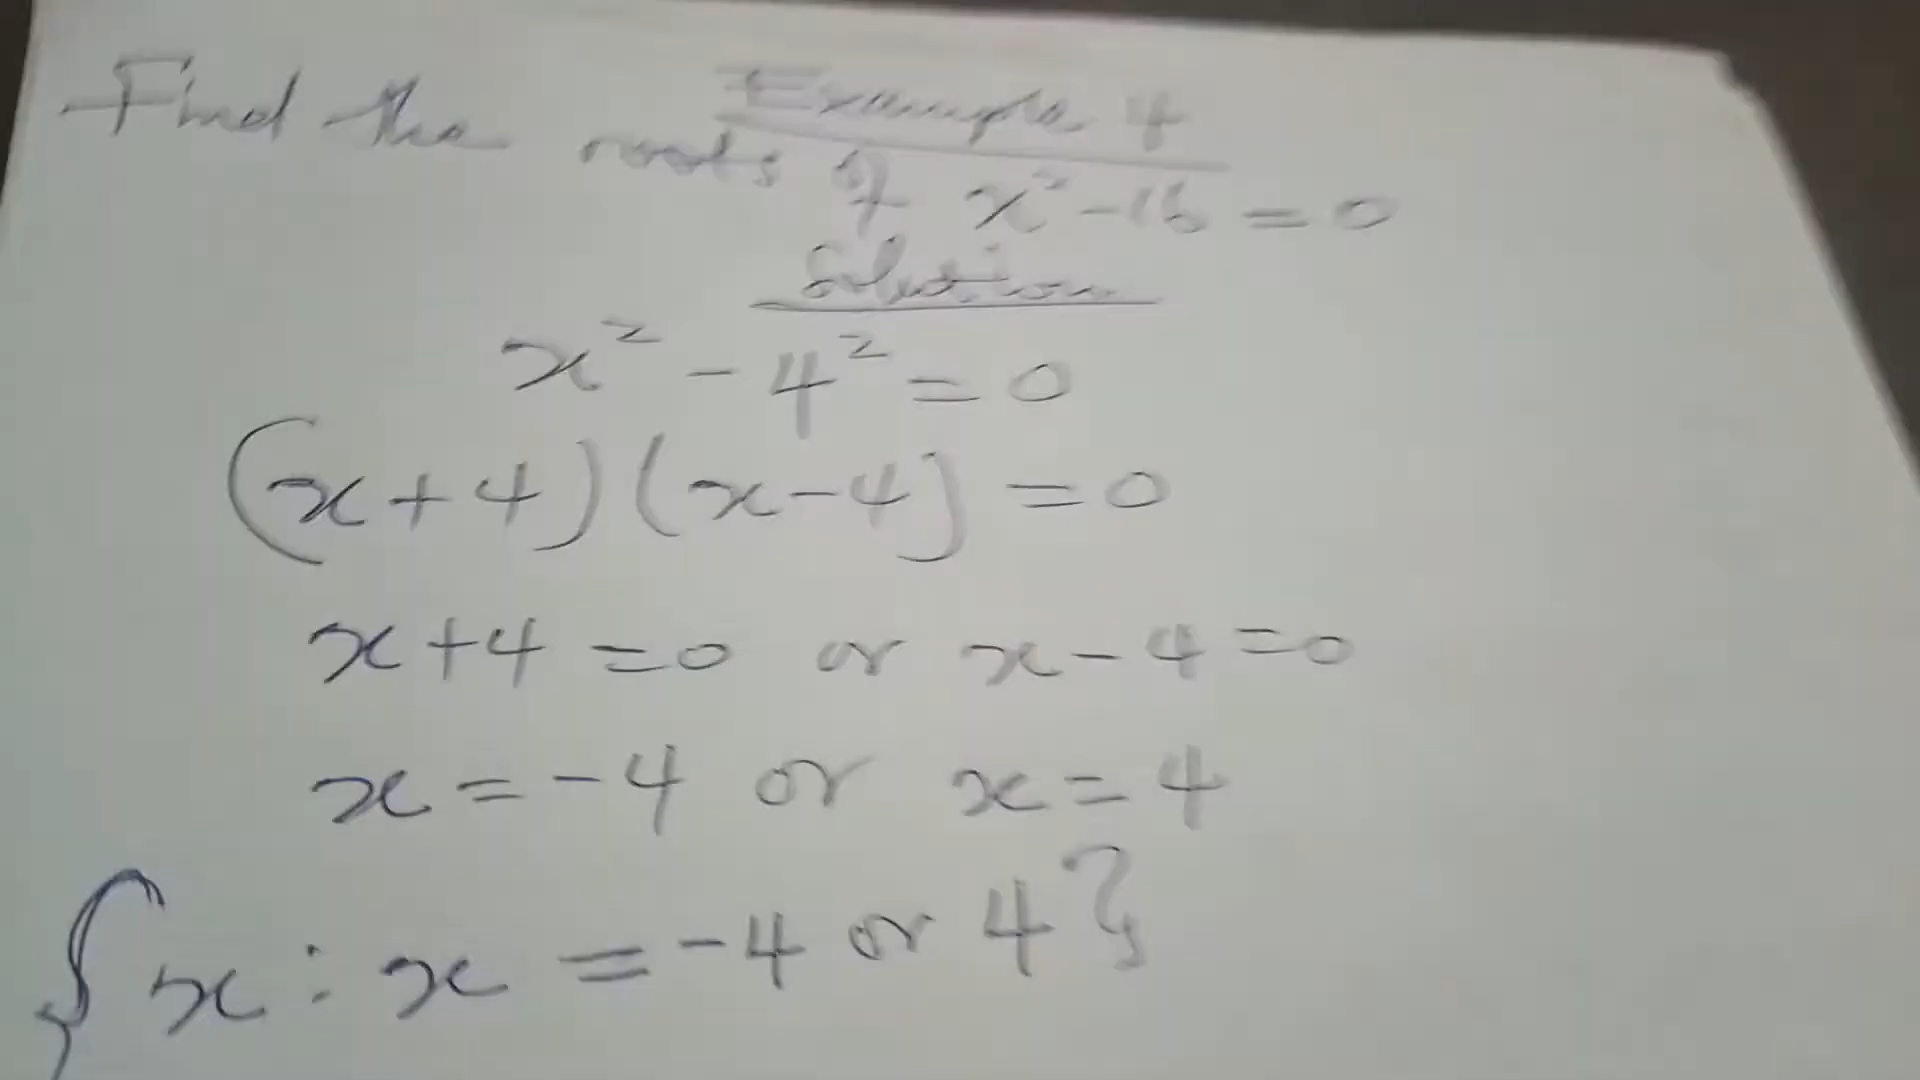 Example 4
Find the roots of x² - 16 = 0
Solution
x² - 4² = 0
(x + 4) (x - 4) = 0
x + 4 = 0 or x - 4 = 0
x = -4 or x = 4
{x : x = -4 or 4}